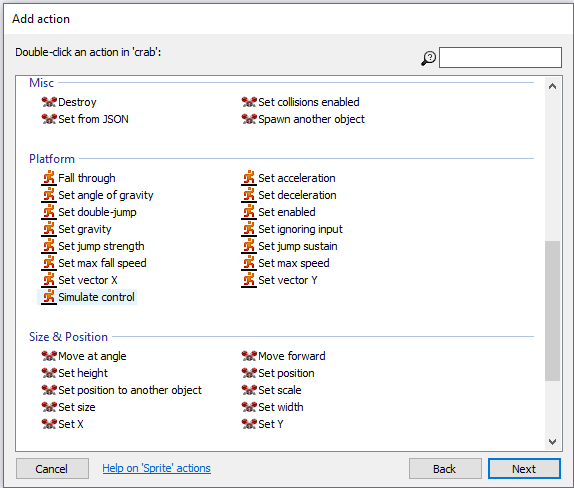 Add action
Double-click an action in 'crab':
Misc
Destroy Set collisions enabled
Set from JSON Spawn another object
Platform
Fall through Set acceleration
Set angle of gravity Set deceleration
Set double-jump Set enabled
Set gravity Set ignoring input
Set jump strength Set jump sustain
Set max fall speed Set max speed
Set vector X Set vector Y
Simulate control
Size & Position
Move at angle Move forward
Set height Set position
Set position to another object Set scale
Set size Set width
Set X Set Y
Cancel Help on 'Sprite' actions Back Next